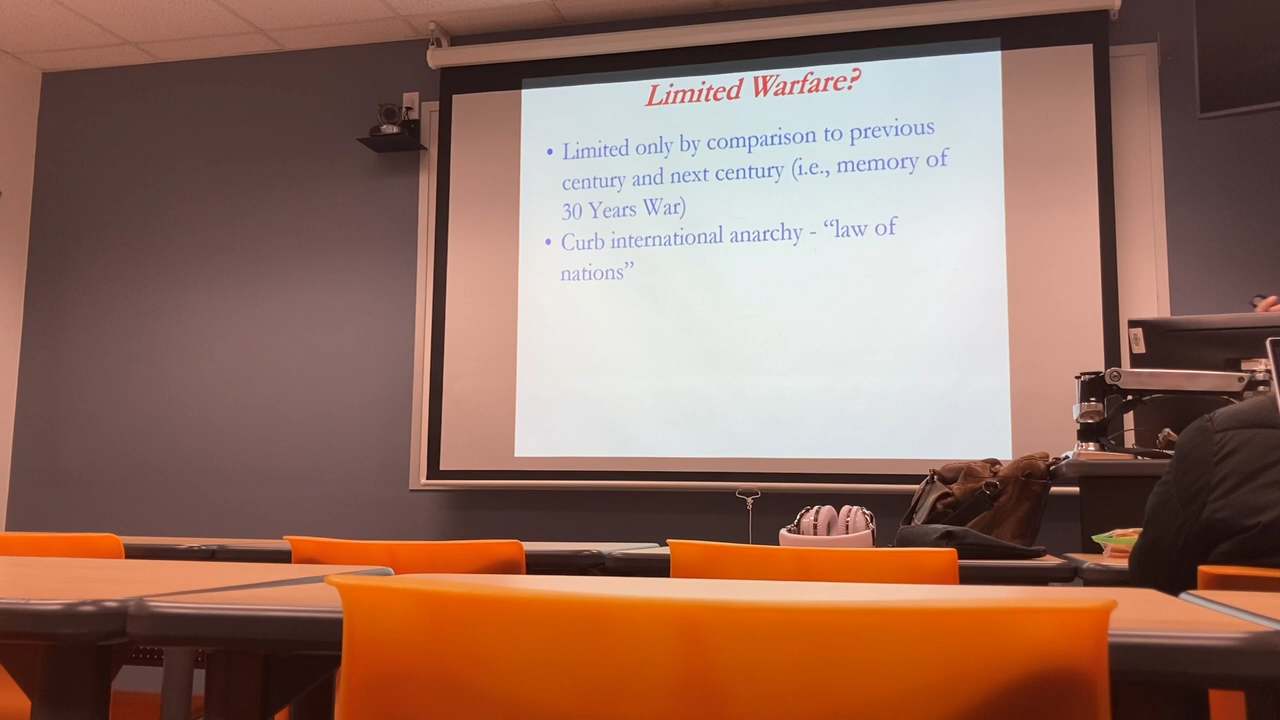 Limited Warfare?
• Limited only by comparison to previous
century and next century (i.e., memory of
30 Years War)
• Curb international anarchy - “law of
nations”